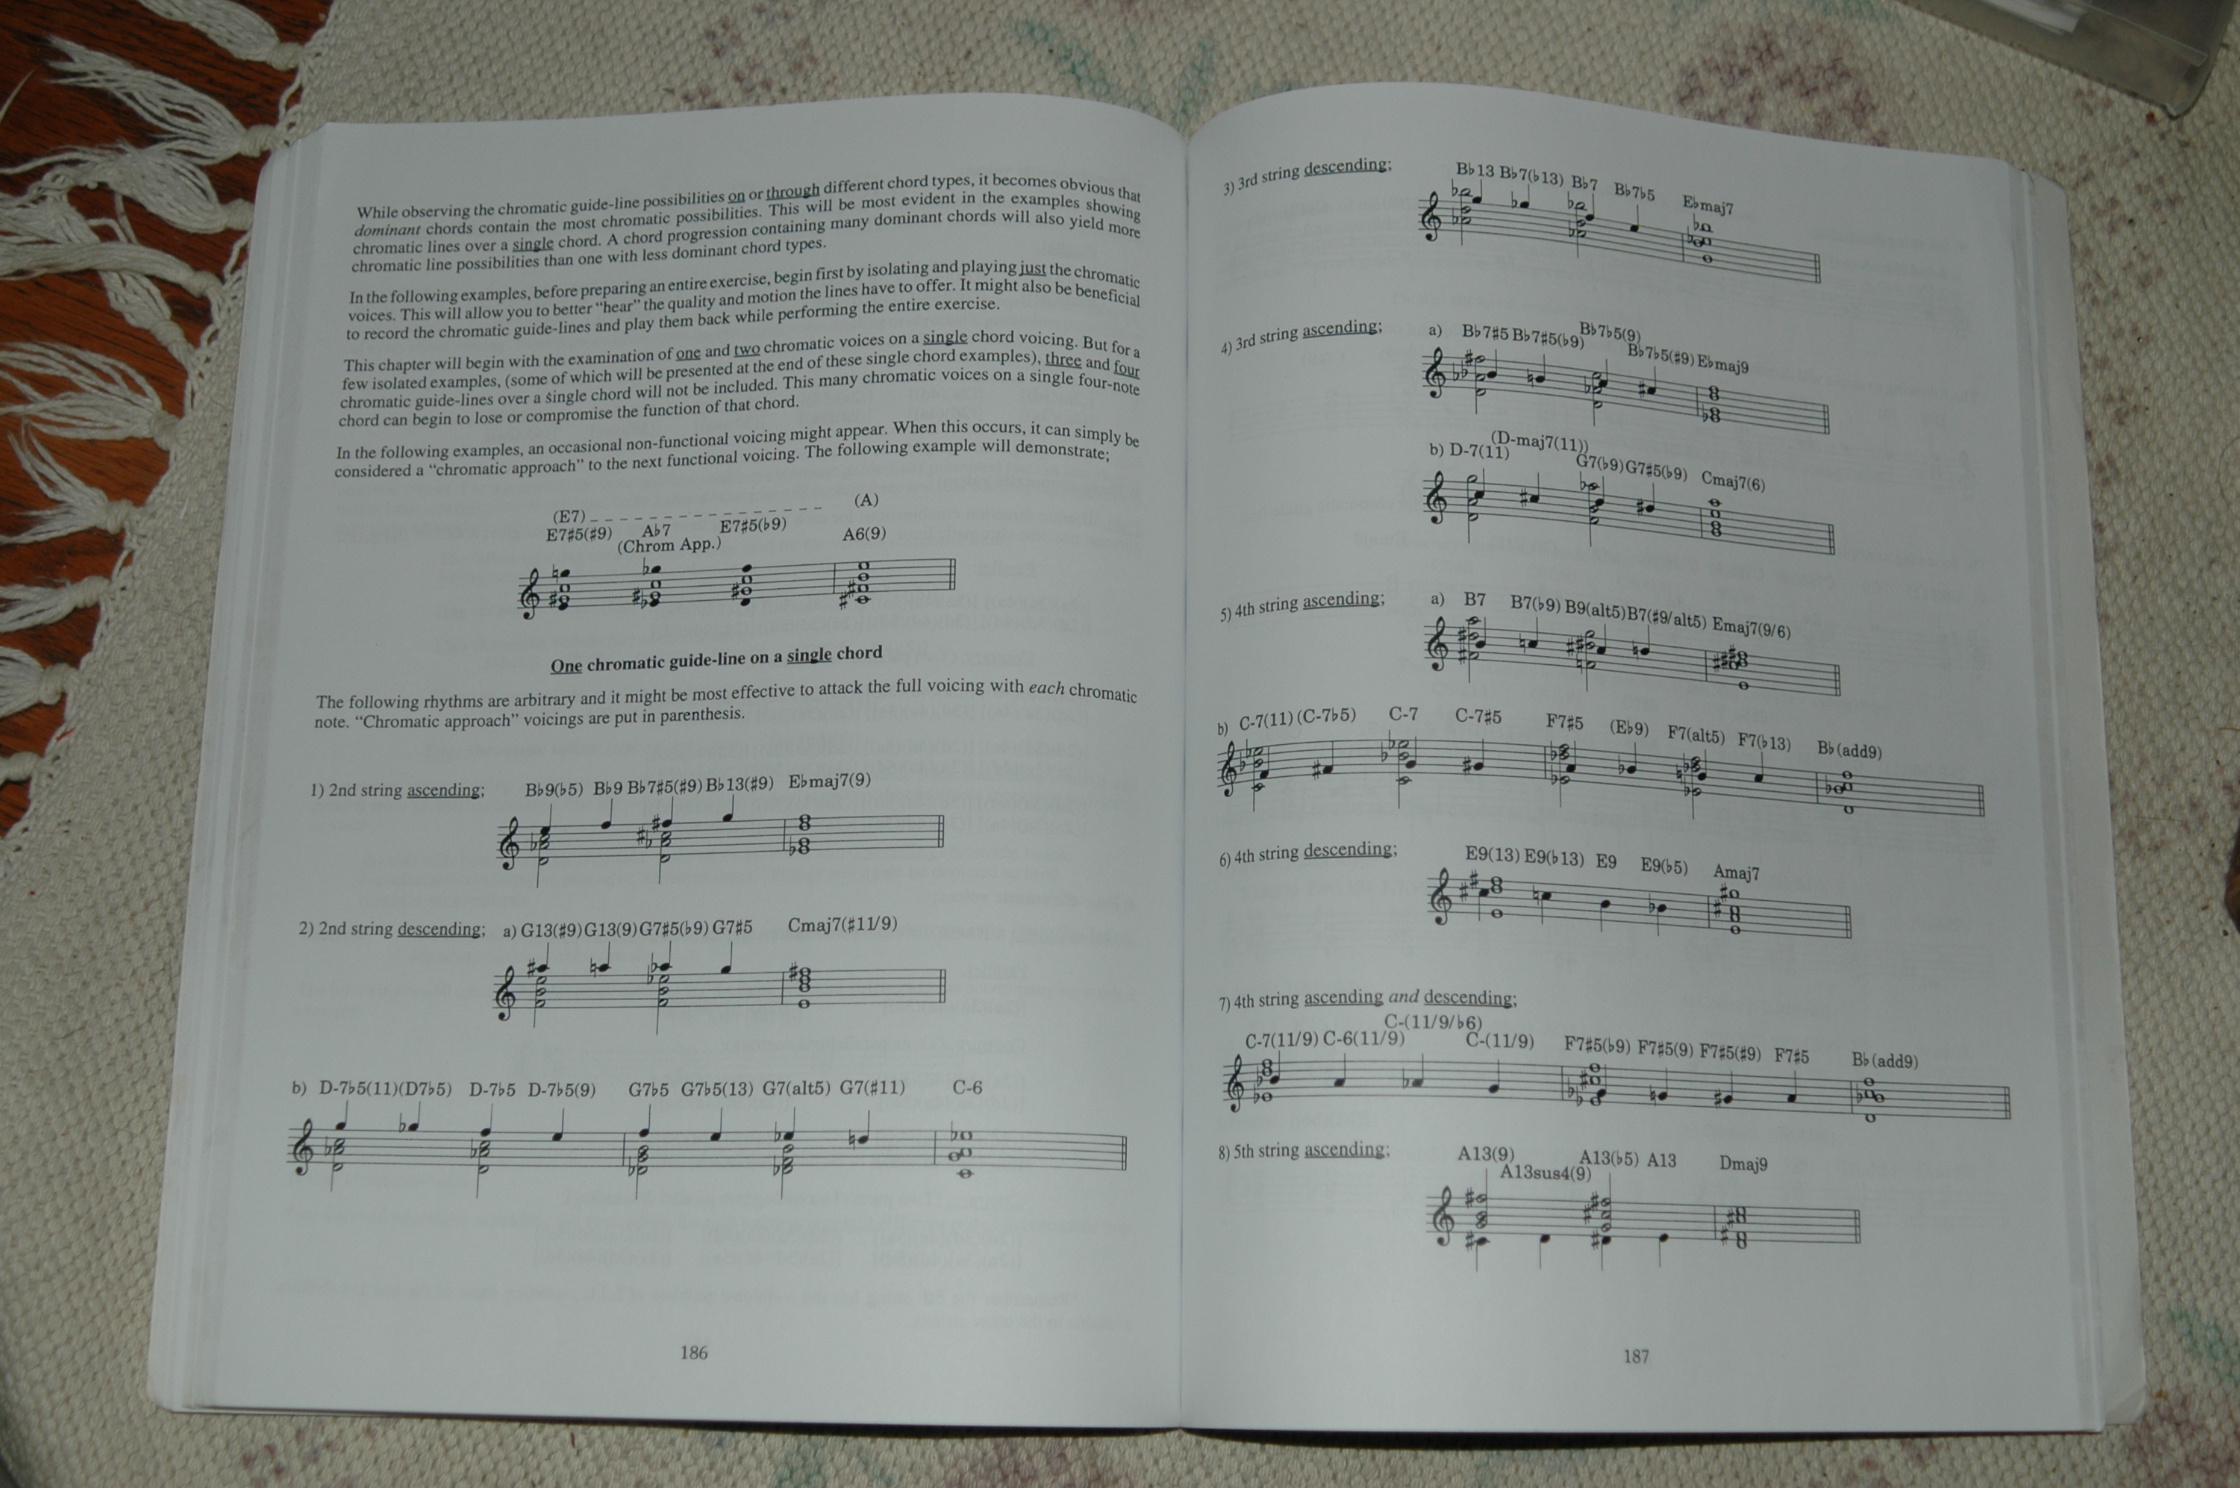 While observing the chromatic guide-line possibilities on or through different chord types, it becomes obvious that
dominant chords contain the most chromatic possibilities. This will be most evident in the examples showing
chromatic lines over a single chord. A chord progression containing many dominant chords will also yield more
chromatic line possibilities than one with less dominant chord types.
In the following examples, before preparing an entire exercise, begin first by isolating and playing just the chromatic
voices. This will allow you to better “hear” the quality and motion the lines have to offer. It might also be beneficial
to record the chromatic guide-lines and play them back while performing the entire exercise.
This chapter will begin with the examination of one and two chromatic voices on a single chord voicing. But for a
few isolated examples, (some of which will be presented at the end of these single chord examples), three and four
chromatic guide-lines over a single chord will not be included. This many chromatic voices on a single four-note
chord can begin to lose or compromise the function of that chord.
In the following examples, an occasional non-functional voicing might appear. When this occurs, it can simply be
considered a “chromatic approach” to the next functional voicing. The following example will demonstrate;
(E7) _ _ _ _ _ _ _ _ _ _ _ _ _ _ _ _ (A)
E7♯5(♯9) A♭7 E7♯5(♭9) A6(9)
(Chrom App.)
One chromatic guide-line on a single chord
The following rhythms are arbitrary and it might be most effective to attack the full voicing with each chromatic
note. “Chromatic approach” voicings are put in parenthesis.
1) 2nd string ascending; B♭9(♭5) B♭9 B♭7♯5(♯9) B♭13(♯9) E♭maj7(9)
2) 2nd string descending; a) G13(♯9) G13(9) G7♯5(♭9) G7♯5 Cmaj7(♯11/9)
b) D-7♭5(11) (D7♭5) D-7♭5 D-7♭5(9) G7♭5 G7♭5(13) G7(alt5) G7(♯11) C-6
186
3) 3rd string descending; B♭13 B♭7(♭13) B♭7 B♭7♭5 E♭maj7
4) 3rd string ascending; a) B♭7♯5 B♭7♯5(♭9) B♭7♭5(9) B♭7♭5(♯9) E♭maj9
b) D-7(11) (D-maj7(11)) G7(♭9) G7♯5(♭9) Cmaj7(6)
5) 4th string ascending; a) B7 B7(♭9) B9(alt5) B7(♯9/alt5) Emaj7(9/6)
b) C-7(11) (C-7♭5) C-7 C-7♯5 F7♯5 (E♭9) F7(alt5) F7(♭13) B♭(add9)
6) 4th string descending; E9(13) E9(♭13) E9 E9(♭5) Amaj7
7) 4th string ascending and descending;
C-7(11/9) C-6(11/9) C-(11/9/♭6) C-(11/9) F7♯5(♭9) F7♯5(9) F7♯5(♯9) F7♯5 B♭(add9)
8) 5th string ascending; A13(9) A13sus4(9) A13(♭5) A13 Dmaj9
187